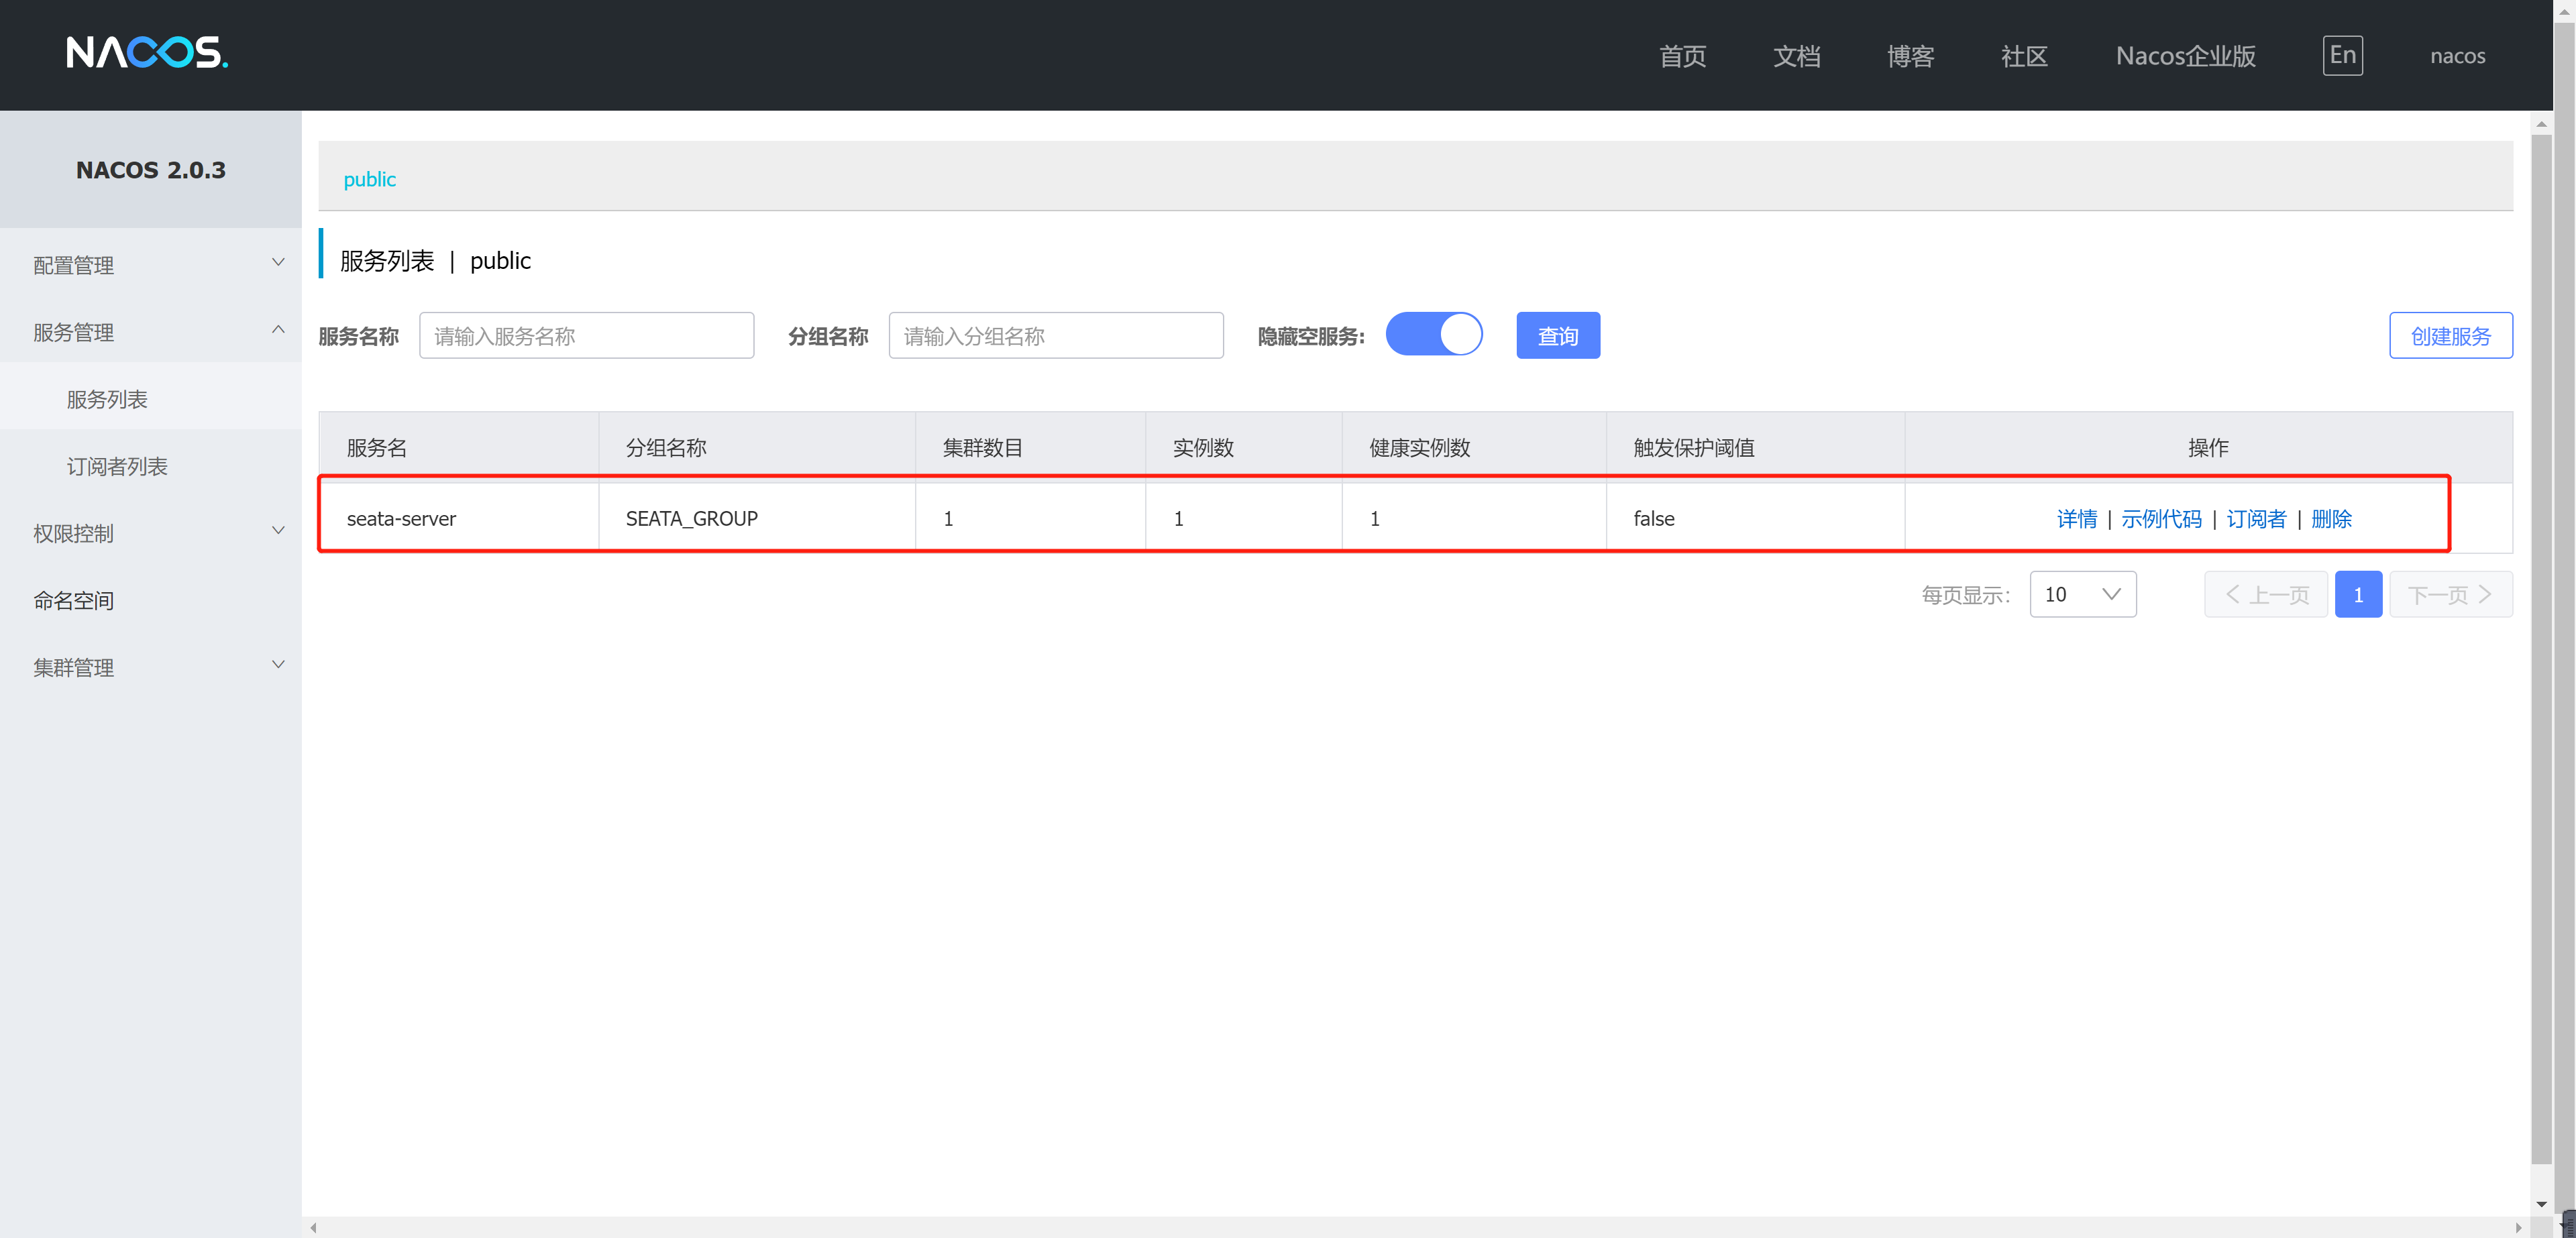 NACOS.
首页 文档 博客 社区 Nacos企业版 En nacos
NACOS 2.0.3
配置管理
服务管理
服务列表
订阅者列表
权限控制
命名空间
集群管理
public
服务列表 | public
服务名称 请输入服务名称 分组名称 请输入分组名称 隐藏空服务: 查询 创建服务
服务名 分组名称 集群数目 实例数 健康实例数 触发保护阈值 操作
seata-server SEATA_GROUP 1 1 1 false 详情 | 示例代码 | 订阅者 | 删除
每页显示: 10 上一页 1 下一页